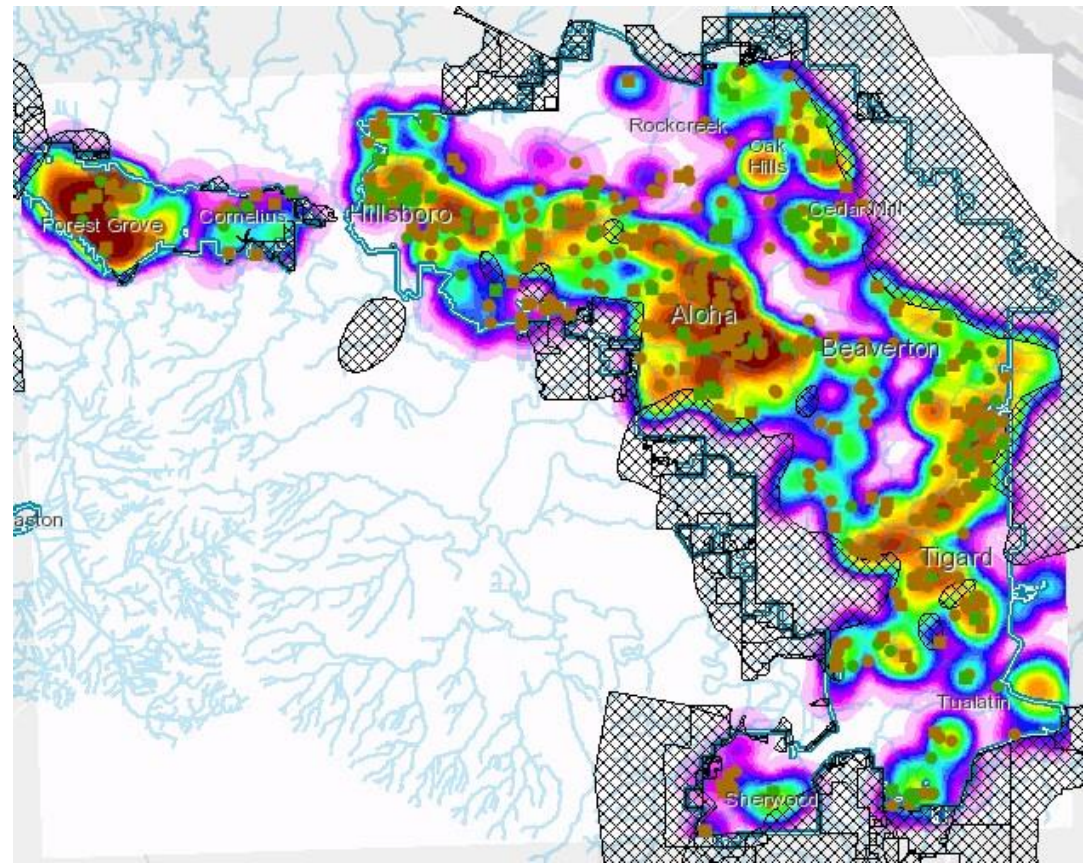 Rockcreek
Oak
Hills
Forest Grove
Cornelius
Hillsboro
Cedar Mill
Aloha
Beaverton
aston
Tigard
Tualatin
Sherwood